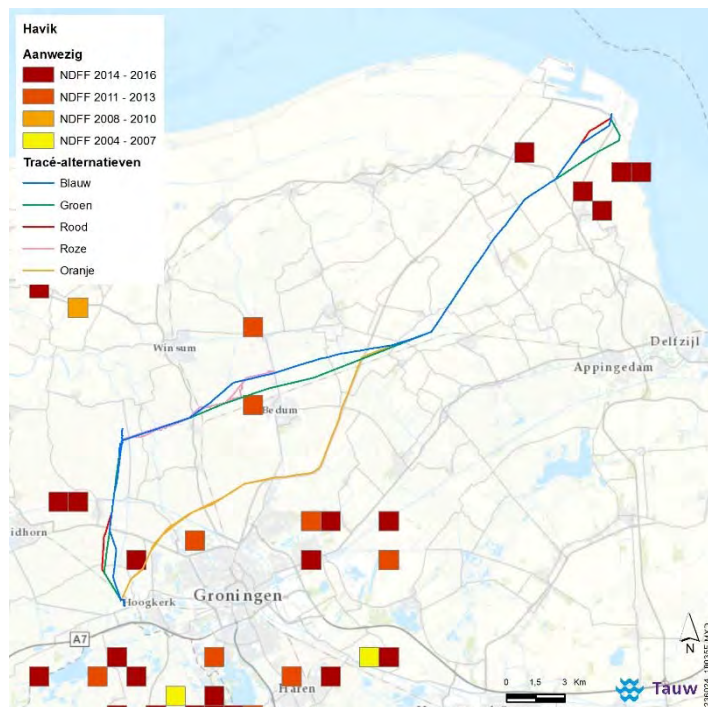 Havik
Aanwezig
NDFF 2014 - 2016
NDFF 2011 - 2013
NDFF 2008 - 2010
NDFF 2004 - 2007
Tracé-alternatieven
Blauw
Groen
Rood
Roze
Oranje
Winsum
Delfzijl
Appingedam
Bedum
idhorn
Hoogkerk
Groningen
A7
Haren
N
0 1.5 3 Km
Tauw